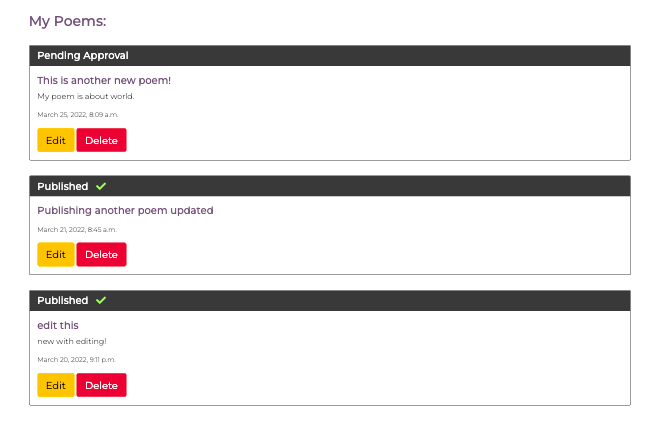 My Poems:
Pending Approval
This is another new poem!
My poem is about world.
March 25, 2022, 8:09 a.m.
Edit Delete
Published
Publishing another poem updated
March 21, 2022, 8:45 a.m.
Edit Delete
Published
edit this
new with editing!
March 20, 2022, 9:11 p.m.
Edit Delete